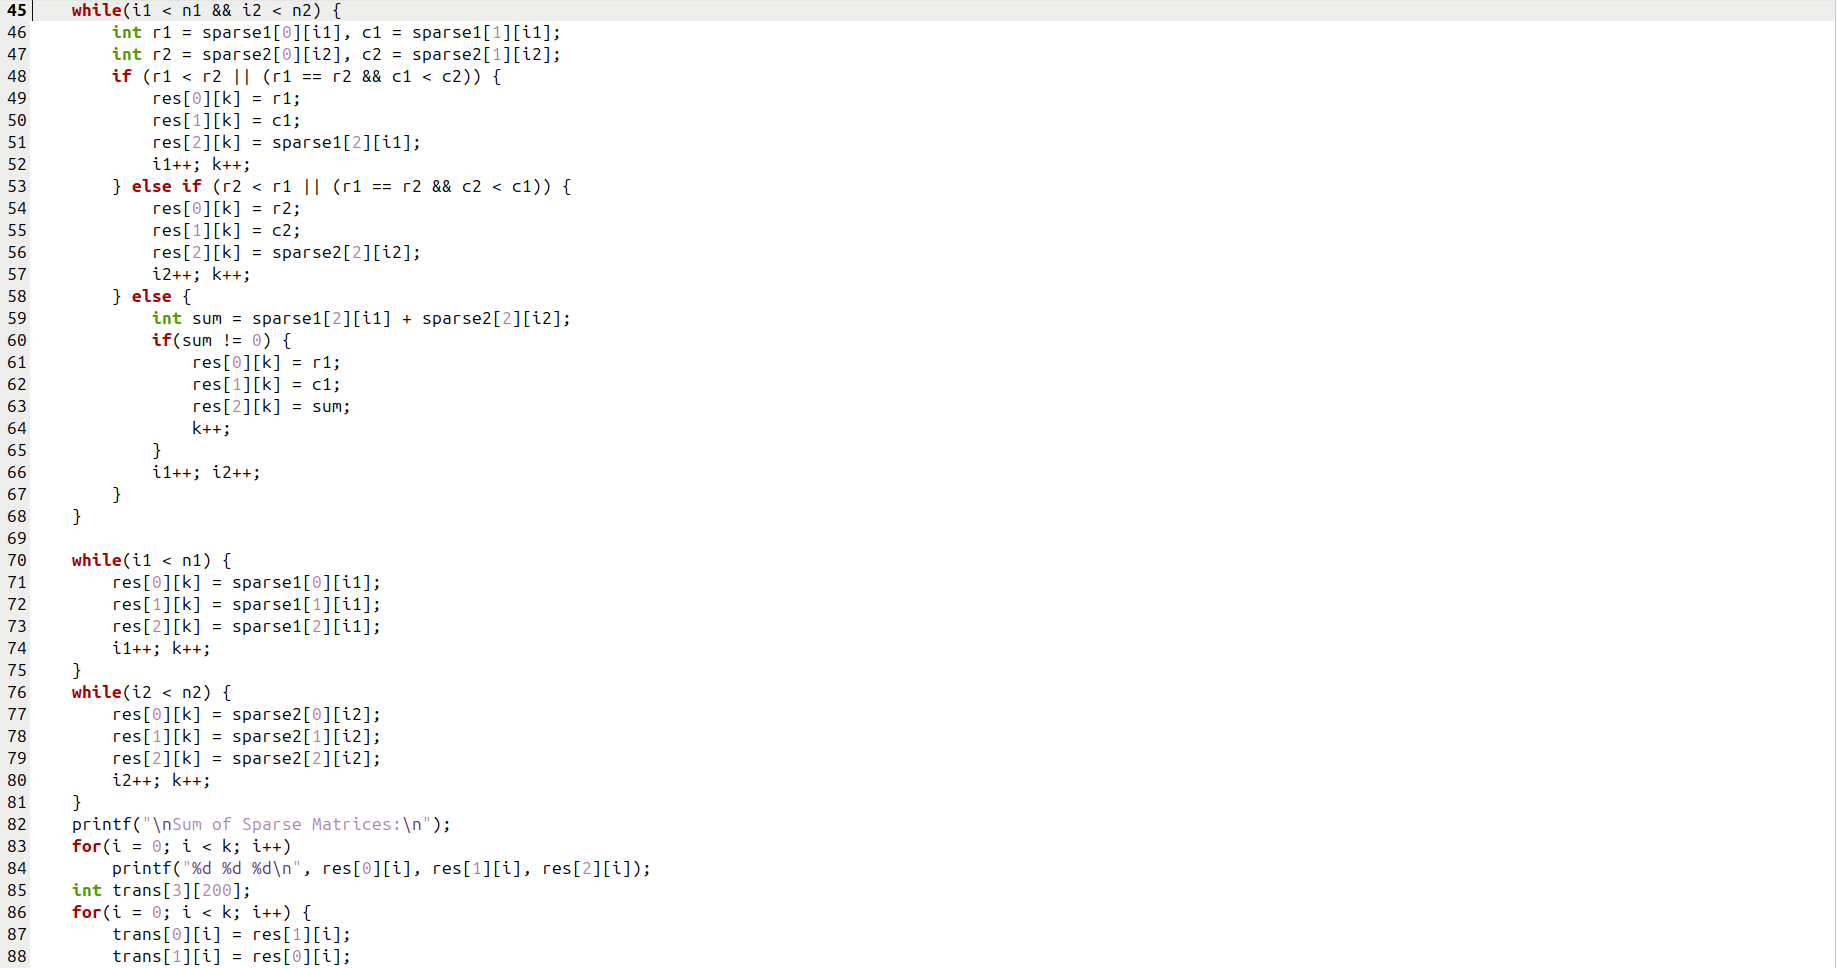 45 while(i1 < n1 && i2 < n2) {
46 int r1 = sparse1[0][i1], c1 = sparse1[1][i1];
47 int r2 = sparse2[0][i2], c2 = sparse2[1][i2];
48 if (r1 < r2 || (r1 == r2 && c1 < c2)) {
49 res[0][k] = r1;
50 res[1][k] = c1;
51 res[2][k] = sparse1[2][i1];
52 i1++; k++;
53 } else if (r2 < r1 || (r1 == r2 && c2 < c1)) {
54 res[0][k] = r2;
55 res[1][k] = c2;
56 res[2][k] = sparse2[2][i2];
57 i2++; k++;
58 } else {
59 int sum = sparse1[2][i1] + sparse2[2][i2];
60 if(sum != 0) {
61 res[0][k] = r1;
62 res[1][k] = c1;
63 res[2][k] = sum;
64 k++;
65 }
66 i1++; i2++;
67 }
68 }
69
70 while(i1 < n1) {
71 res[0][k] = sparse1[0][i1];
72 res[1][k] = sparse1[1][i1];
73 res[2][k] = sparse1[2][i1];
74 i1++; k++;
75 }
76 while(i2 < n2) {
77 res[0][k] = sparse2[0][i2];
78 res[1][k] = sparse2[1][i2];
79 res[2][k] = sparse2[2][i2];
80 i2++; k++;
81 }
82 printf("\nSum of Sparse Matrices:\n");
83 for(i = 0; i < k; i++)
84 printf("%d %d %d\n", res[0][i], res[1][i], res[2][i]);
85 int trans[3][200];
86 for(i = 0; i < k; i++) {
87 trans[0][i] = res[1][i];
88 trans[1][i] = res[0][i];